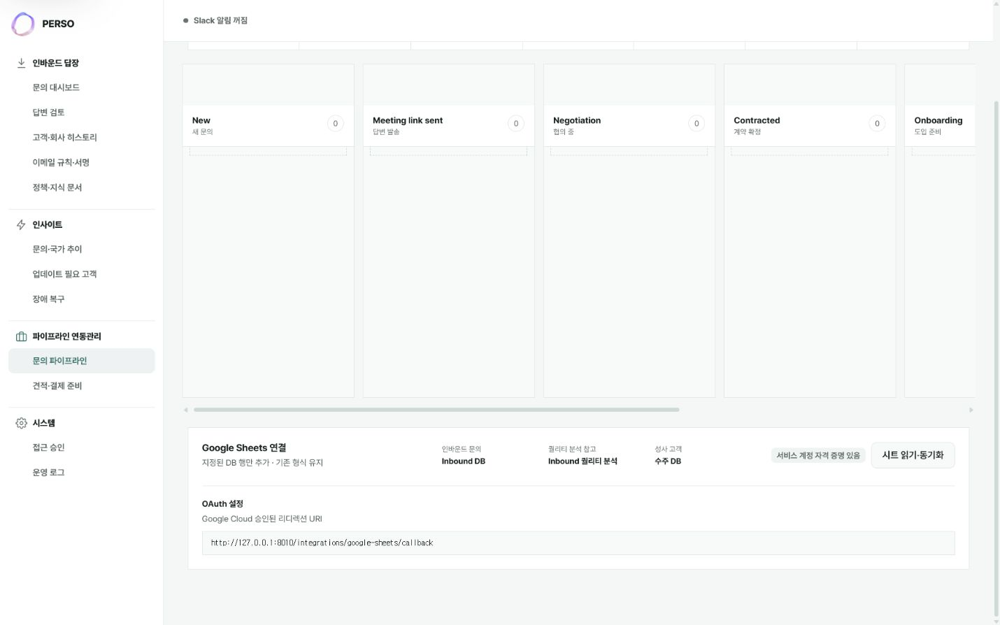 PERSO
인바운드 답장
문의 대시보드
답변 검토
고객·회사 히스토리
이메일 규칙·서명
정책·지식 문서
인사이트
문의·국가 추이
업데이트 필요 고객
장애 복구
파이프라인 연동관리
문의 파이프라인
견적·결제 준비
시스템
접근 승인
운영 로그
Slack 알림 꺼짐
New
0
새 문의
Meeting link sent
0
답변 발송
Negotiation
0
협의 중
Contracted
0
계약 확정
Onboarding
도입 준비
Google Sheets 연결
지정된 DB 행만 추가 · 기존 형식 유지
인바운드 문의
Inbound DB
퀄리티 분석 참고
Inbound 퀄리티 분석
성사 고객
수주 DB
서비스 계정 자격 증명 있음
시트 읽기·동기화
OAuth 설정
Google Cloud 승인된 리디렉션 URI
http://127.0.0.1:8010/integrations/google-sheets/callback